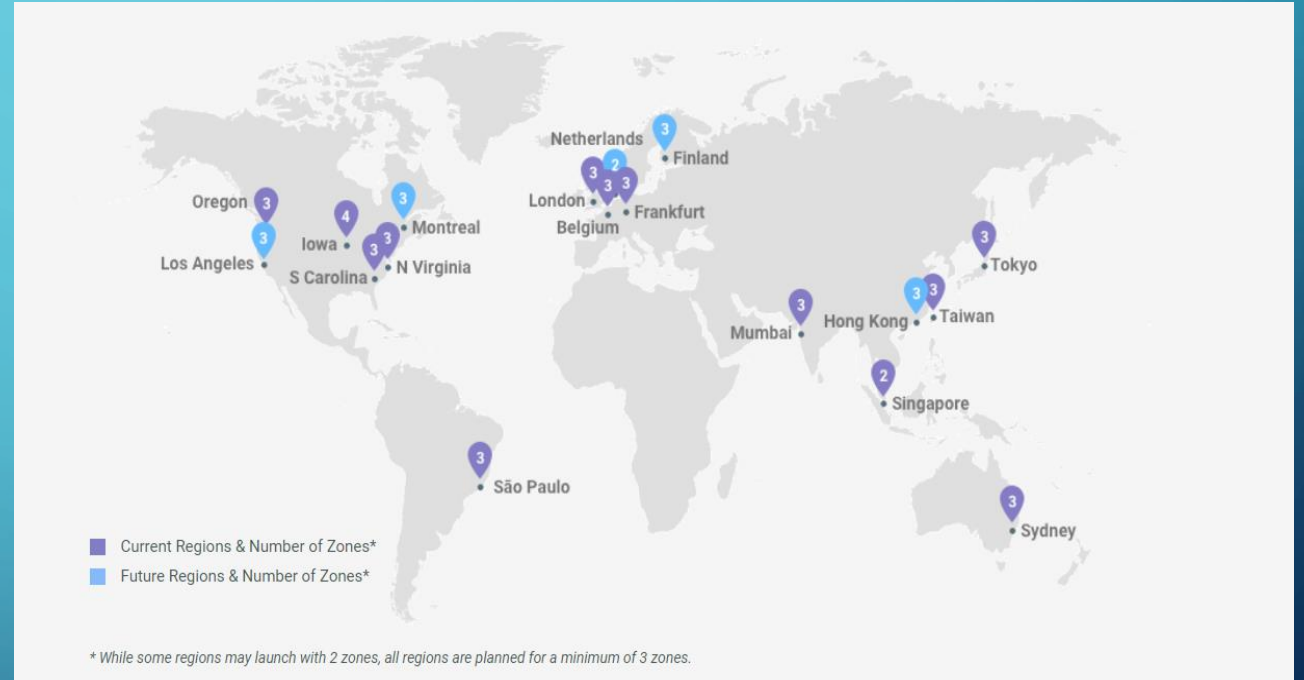 3
Netherlands
Finland
2
3
3
3
London
Frankfurt
Belgium
Oregon
3
4
3
Montreal
Iowa
3
3
Los Angeles
3
N Virginia
S Carolina
3
Tokyo
3
Mumbai
3
3
Hong Kong
Taiwan
2
Singapore
3
São Paulo
3
Sydney
Current Regions & Number of Zones*
Future Regions & Number of Zones*
* While some regions may launch with 2 zones, all regions are planned for a minimum of 3 zones.